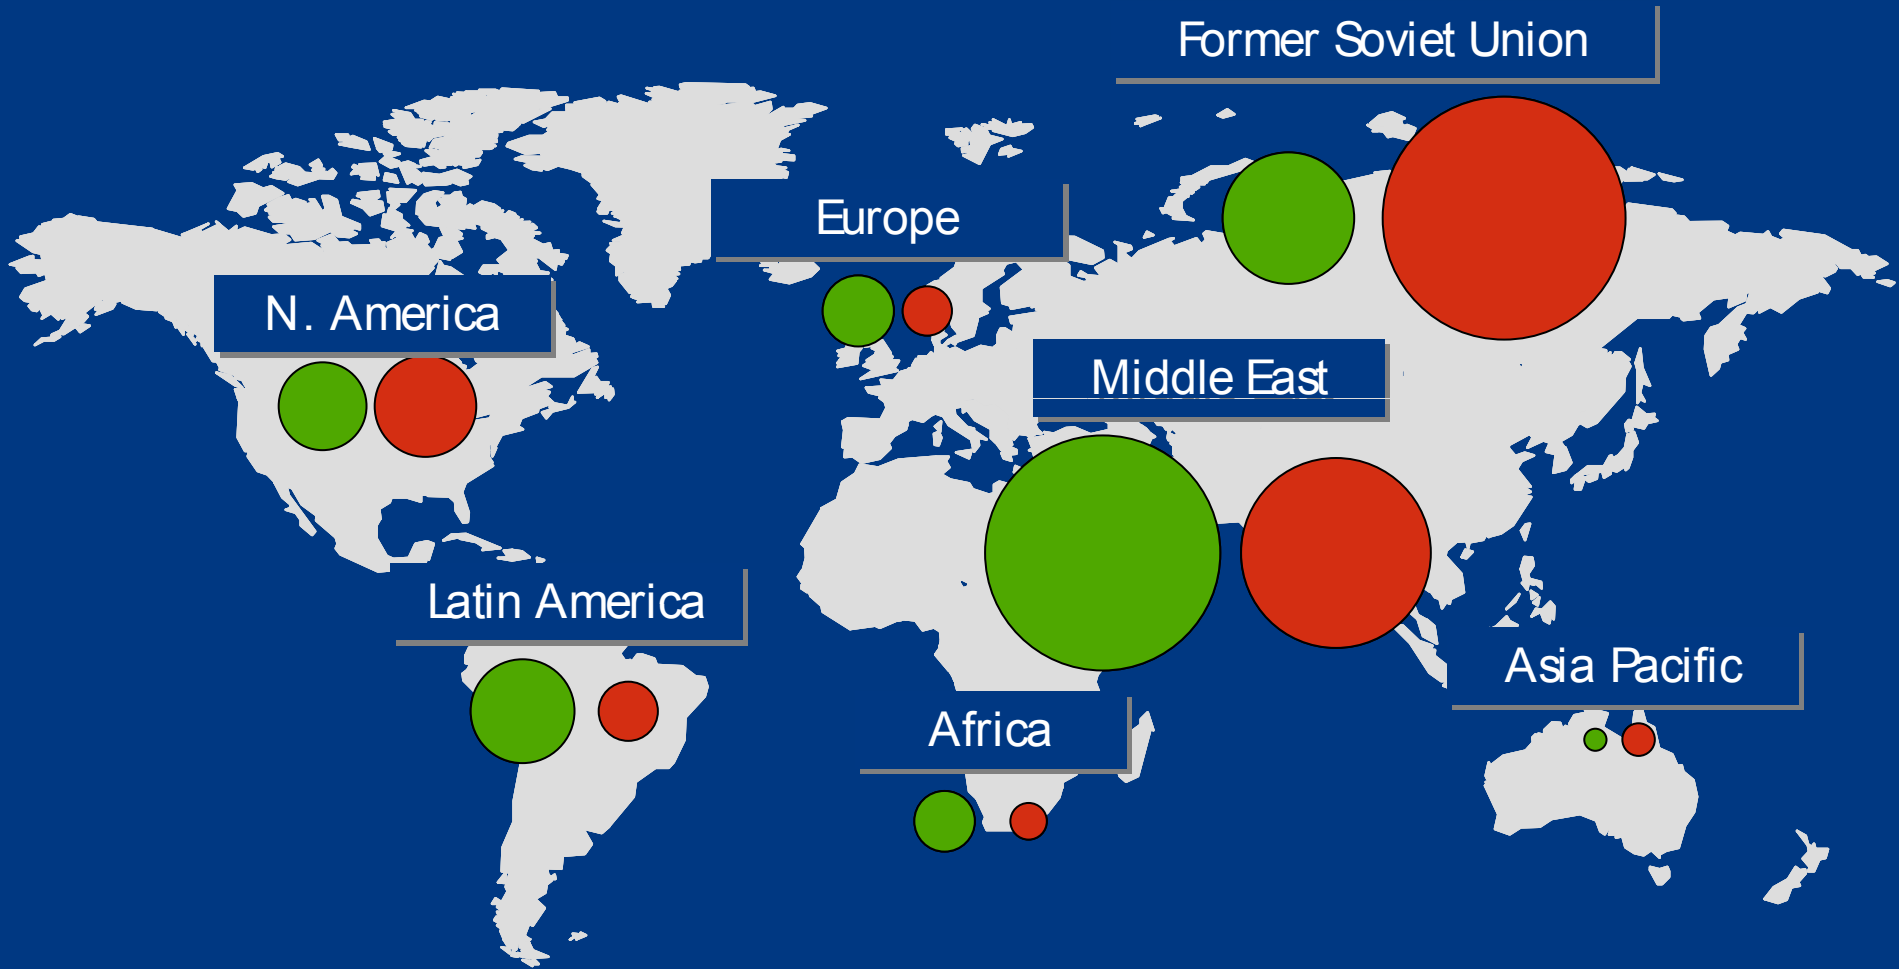 Former Soviet Union
Europe
N. America
Middle East
Latin America
Asia Pacific
Africa